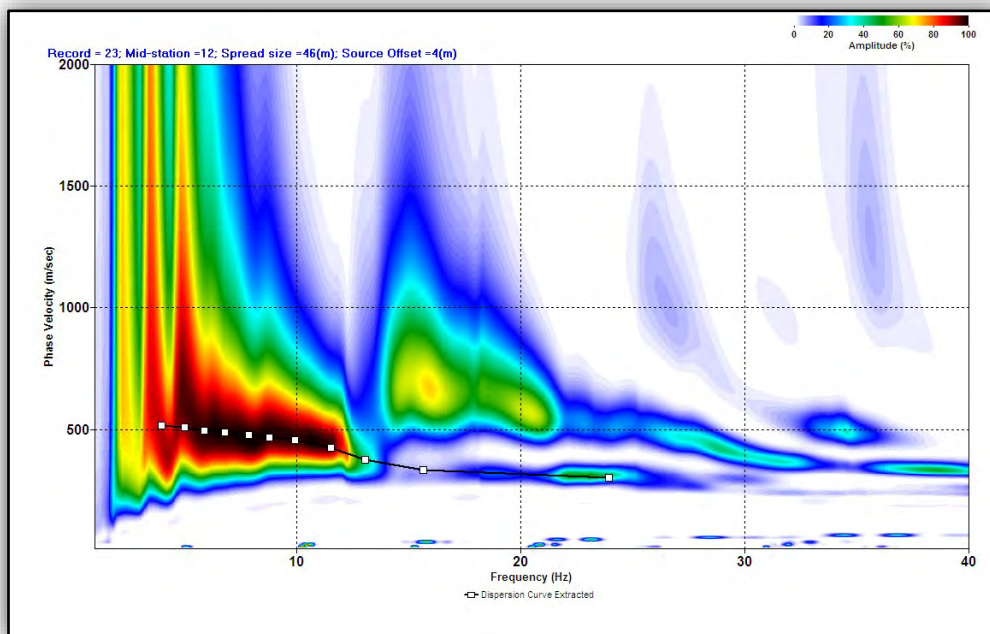 0 20 40 60 80 100
Amplitude (%)
Record = 23; Mid-station =12; Spread size =46(m); Source Offset =4(m)
2000
1500
1000
500
Phase Velocity (m/sec)
10 20 30 40
Frequency (Hz)
Dispersion Curve Extracted